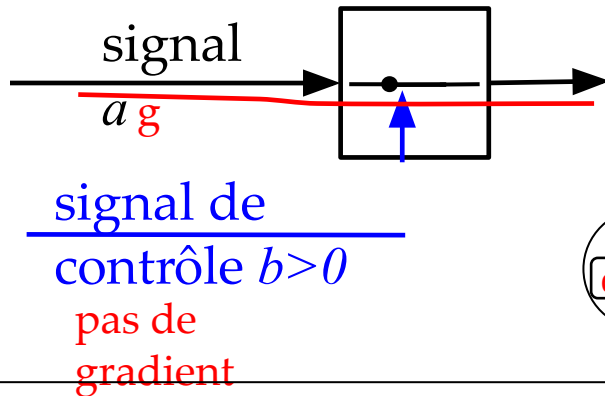 signal
a g
signal de
contrôle b>0
pas de
gradient